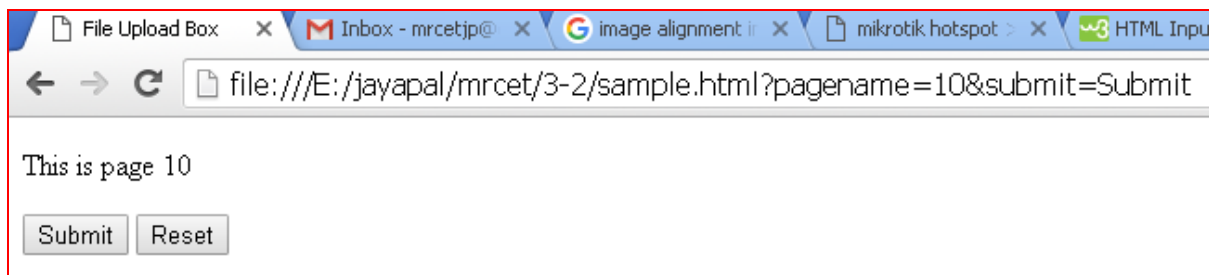 File Upload Box Inbox - mrcetjp@ image alignment i mikrotik hotspot > w3 HTML Inpu
file:///E:/jayapal/mrcet/3-2/sample.html?pagename=10&submit=Submit
This is page 10
Submit Reset